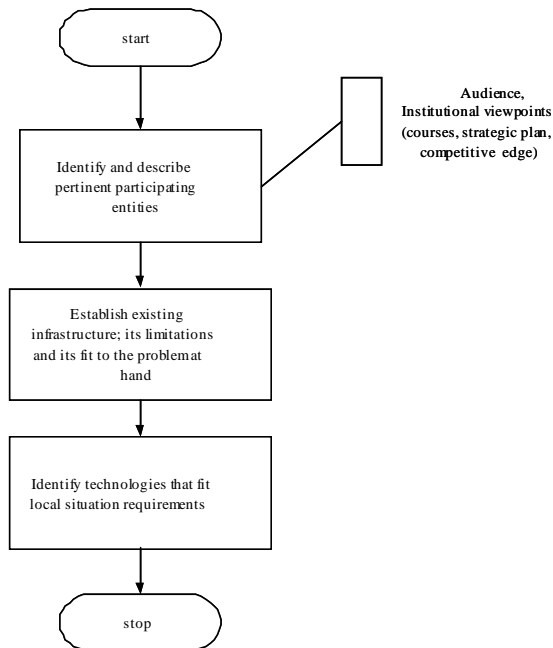 start
Identify and describe
pertinent participating
entities
Audience,
Institutional viewpoints
(courses, strategic plan,
competitive edge)
Establish existing
infrastructure; its limitations
and its fit to the problemat
hand
Identify technologies that fit
local situation requirements
stop